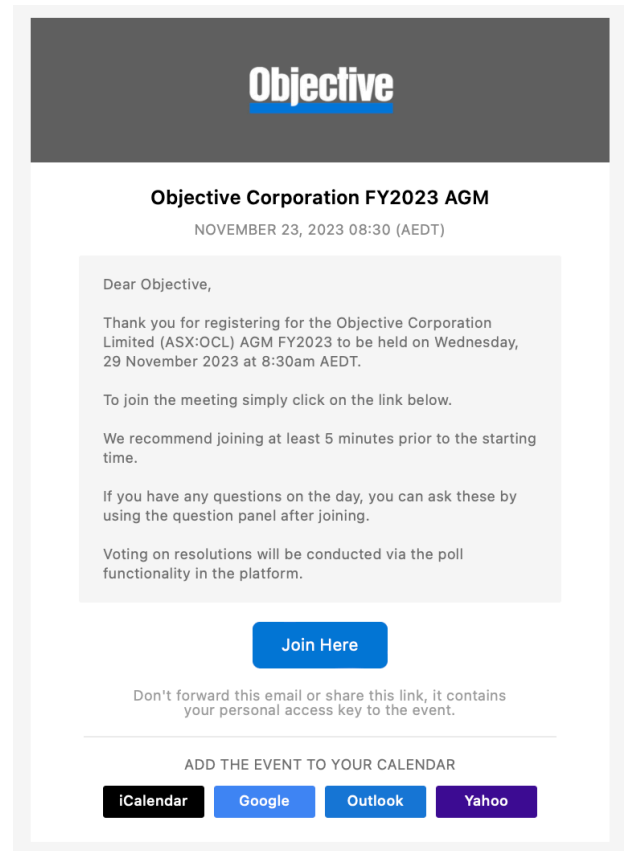 Objective
Objective Corporation FY2023 AGM
NOVEMBER 23, 2023 08:30 (AEDT)
Dear Objective,
Thank you for registering for the Objective Corporation
Limited (ASX:OCL) AGM FY2023 to be held on Wednesday,
29 November 2023 at 8:30am AEDT.
To join the meeting simply click on the link below.
We recommend joining at least 5 minutes prior to the starting
time.
If you have any questions on the day, you can ask these by
using the question panel after joining.
Voting on resolutions will be conducted via the poll
functionality in the platform.
Join Here
Don't forward this email or share this link, it contains
your personal access key to the event.
ADD THE EVENT TO YOUR CALENDAR
iCalendar Google Outlook Yahoo